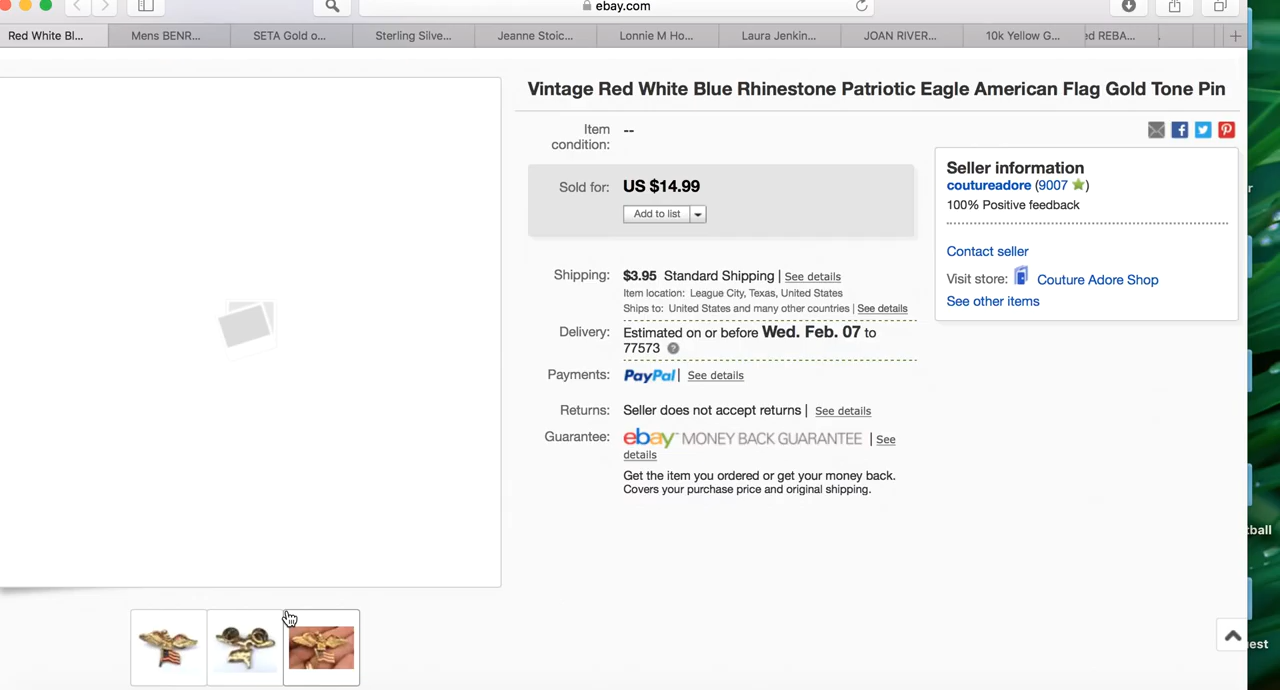 ebay.com
Red White Bl...
Mens BENR...
SETA Gold o...
Sterling Silve...
Jeanne Stoic...
Lonnie M Ho...
Laura Jenkin...
JOAN RIVER...
10k Yellow G...
ed REBA...
Vintage Red White Blue Rhinestone Patriotic Eagle American Flag Gold Tone Pin
Item condition: --
Sold for: US $14.99
Add to list
Shipping: $3.95 Standard Shipping | See details
Item location: League City, Texas, United States
Ships to: United States and many other countries | See details
Delivery: Estimated on or before Wed. Feb. 07 to
77573 ?
Payments: PayPal | See details
Returns: Seller does not accept returns | See details
Guarantee: ebay MONEY BACK GUARANTEE | See
details
Get the item you ordered or get your money back.
Covers your purchase price and original shipping.
Seller information
coutureadore (9007)
100% Positive feedback
Contact seller
Visit store: Couture Adore Shop
See other items
r
tball
est